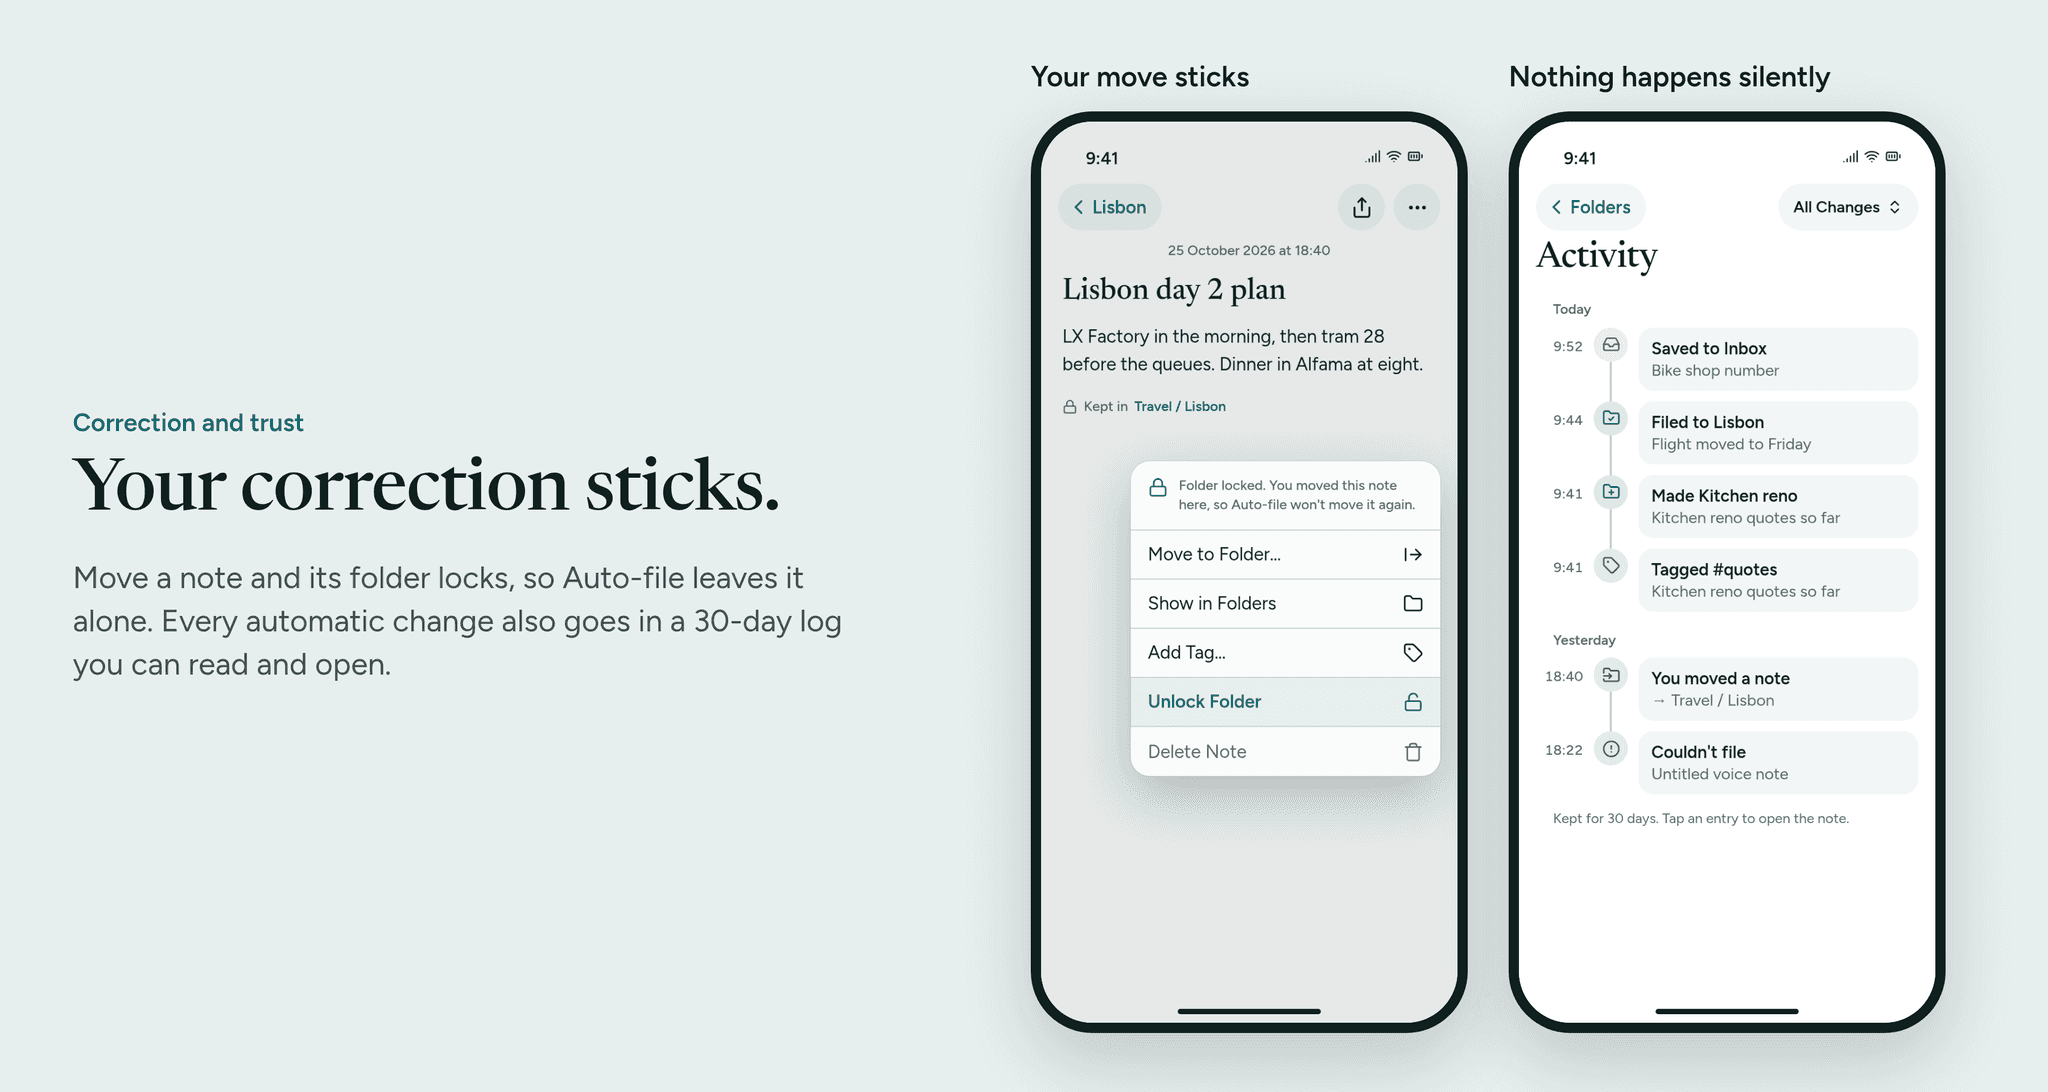 Correction and trust
Your correction sticks.
Move a note and its folder locks, so Auto-file leaves it
alone. Every automatic change also goes in a 30-day log
you can read and open.
Your move sticks
9:41
Lisbon
25 October 2026 at 18:40
Lisbon day 2 plan
LX Factory in the morning, then tram 28
before the queues. Dinner in Alfama at eight.
Kept in Travel / Lisbon
Folder locked. You moved this note
here, so Auto-file won't move it again.
Move to Folder...
Show in Folders
Add Tag...
Unlock Folder
Delete Note
Nothing happens silently
9:41
Folders
All Changes
Activity
Today
9:52
Saved to Inbox
Bike shop number
9:44
Filed to Lisbon
Flight moved to Friday
9:41
Made Kitchen reno
Kitchen reno quotes so far
9:41
Tagged #quotes
Kitchen reno quotes so far
Yesterday
18:40
You moved a note
→ Travel / Lisbon
18:22
Couldn't file
Untitled voice note
Kept for 30 days. Tap an entry to open the note.